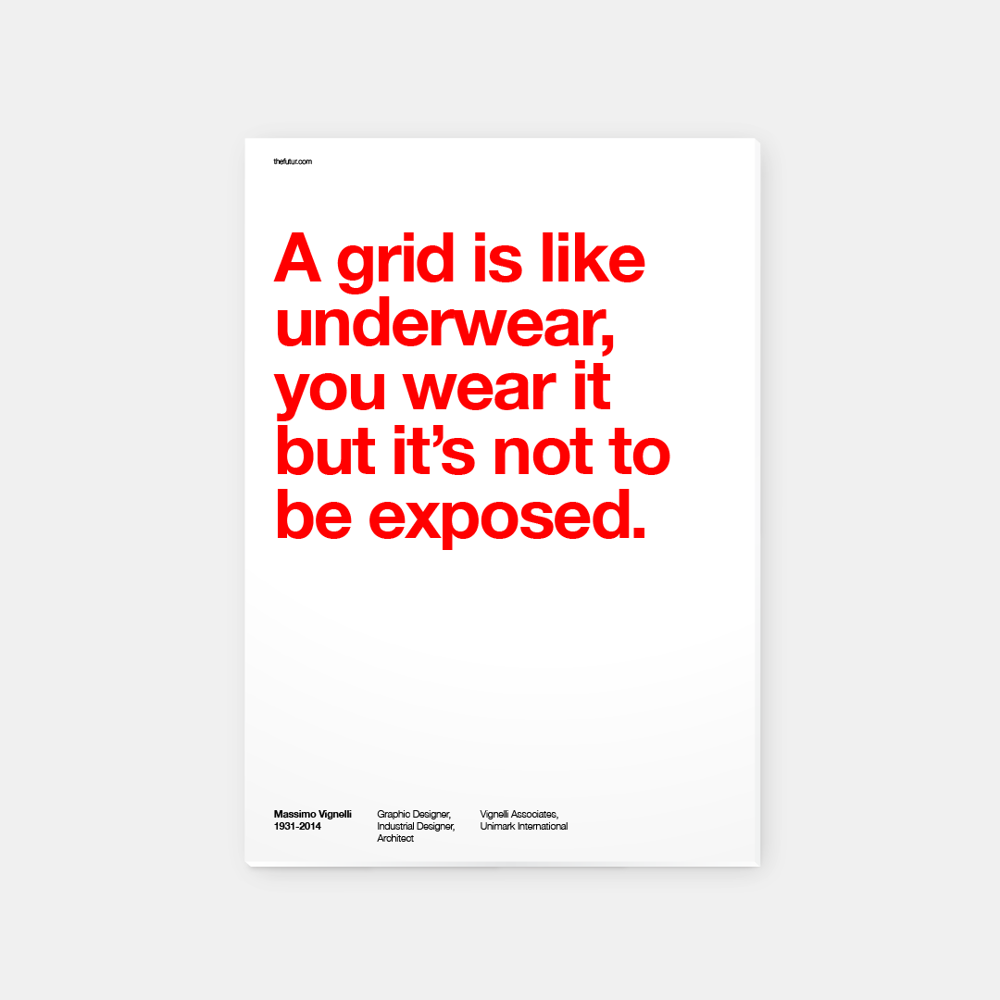 thefutur.com
A grid is like
underwear,
you wear it
but it’s not to
be exposed.
Massimo Vignelli
1931-2014
Graphic Designer,
Industrial Designer,
Architect
Vignelli Associates,
Unimark International